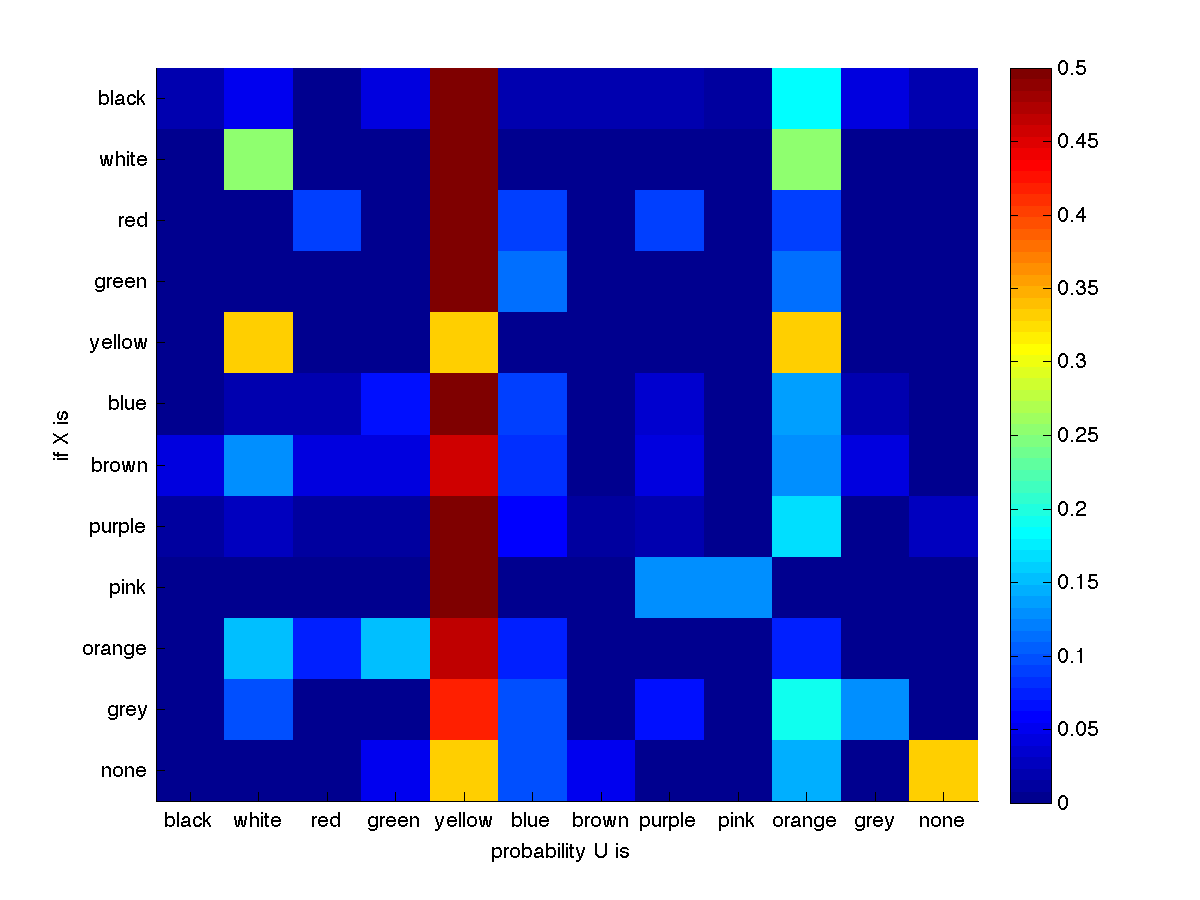 black
white
red
green
yellow
blue
brown
purple
pink
orange
grey
none
if X is
black white red green yellow blue brown purple pink orange grey none
probability U is
0.5
0.45
0.4
0.35
0.3
0.25
0.2
0.15
0.1
0.05
0